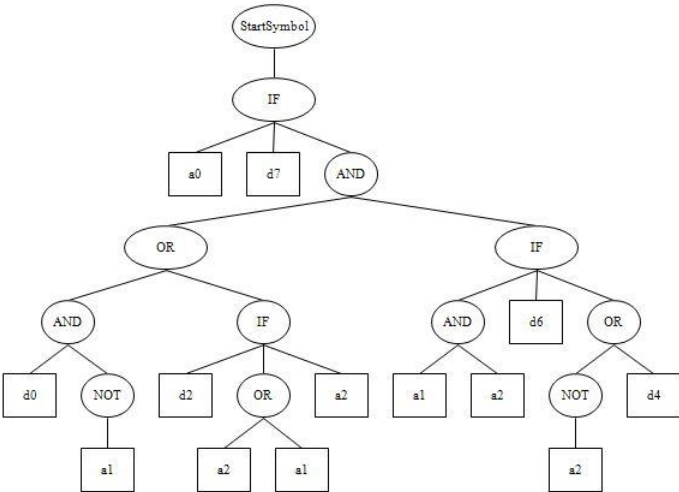 StartSymbol
IF
a0 d7 AND
OR IF
AND IF AND d6 OR
d0 NOT d2 OR a2 a1 a2 NOT d4
a1 a2 a1 a2